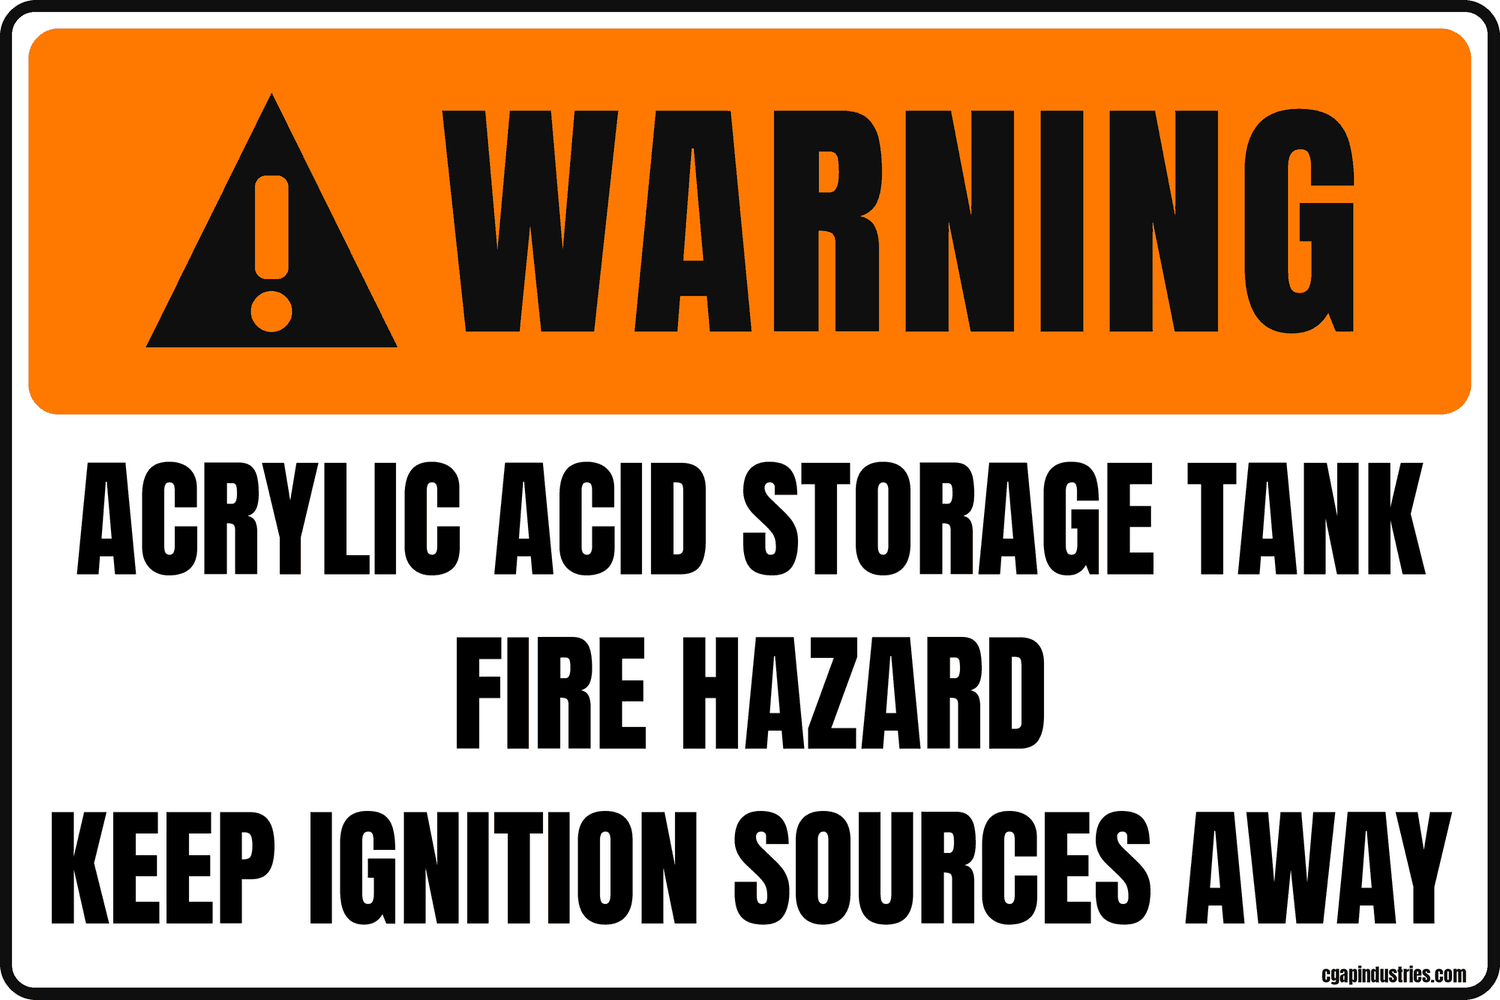 WARNING
ACRYLIC ACID STORAGE TANK
FIRE HAZARD
KEEP IGNITION SOURCES AWAY
cgapindustries.com